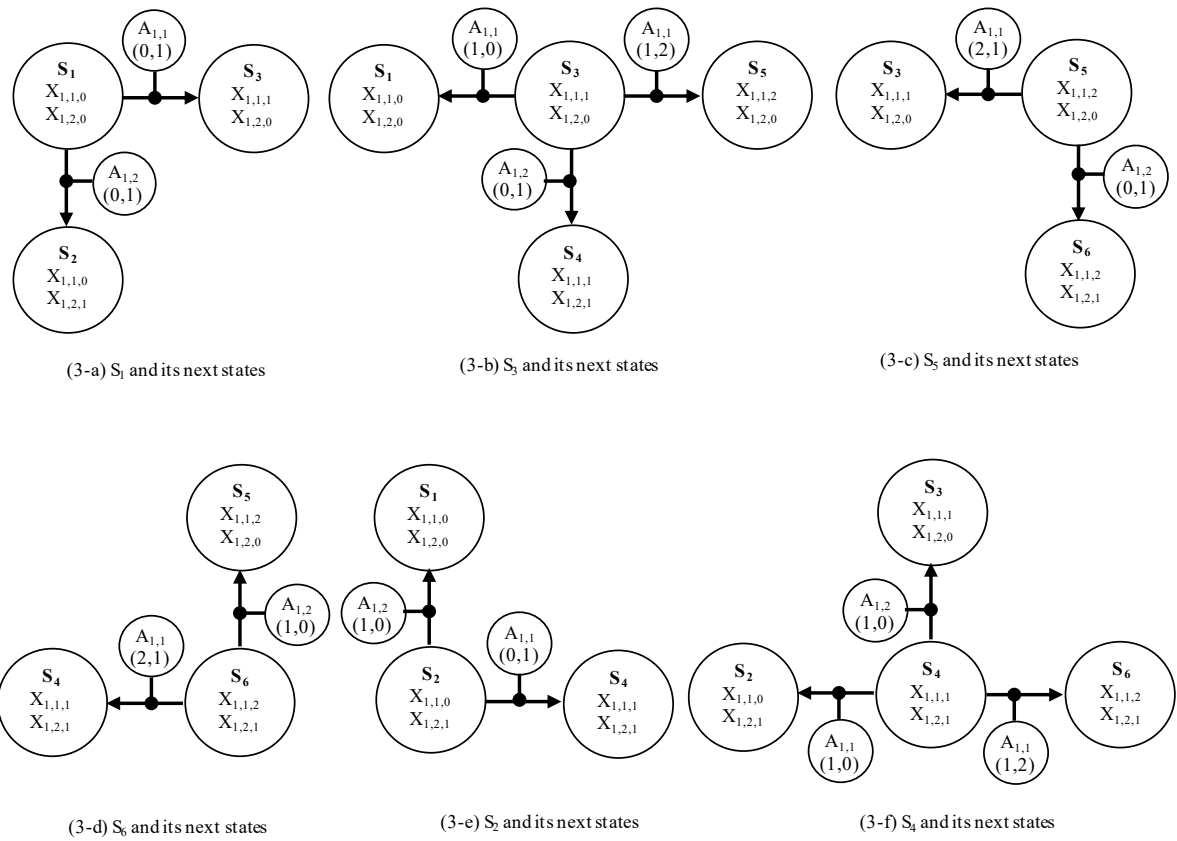 A1,1
(0,1)
S1
X1,1,0
X1,2,0
S3
X1,1,1
X1,2,0
A1,2
(0,1)
S2
X1,1,0
X1,2,1
(3-a) S1 and its next states
A1,1
(1,0)
A1,1
(1,2)
S1
X1,1,0
X1,2,0
S3
X1,1,1
X1,2,0
S5
X1,1,2
X1,2,0
A1,2
(0,1)
S4
X1,1,1
X1,2,1
(3-b) S3 and its next states
A1,1
(2,1)
S3
X1,1,1
X1,2,0
S5
X1,1,2
X1,2,0
A1,2
(0,1)
S6
X1,1,2
X1,2,1
(3-c) S5 and its next states
S5
X1,1,2
X1,2,0
A1,2
(1,0)
A1,1
(2,1)
S4
X1,1,1
X1,2,1
S6
X1,1,2
X1,2,1
(3-d) S6 and its next states
S1
X1,1,0
X1,2,0
A1,2
(1,0)
A1,1
(0,1)
S2
X1,1,0
X1,2,1
S4
X1,1,1
X1,2,1
(3-e) S2 and its next states
S3
X1,1,1
X1,2,0
A1,2
(1,0)
S2
X1,1,0
X1,2,1
S4
X1,1,1
X1,2,1
S6
X1,1,2
X1,2,1
A1,1
(1,0)
A1,1
(1,2)
(3-f) S4 and its next states